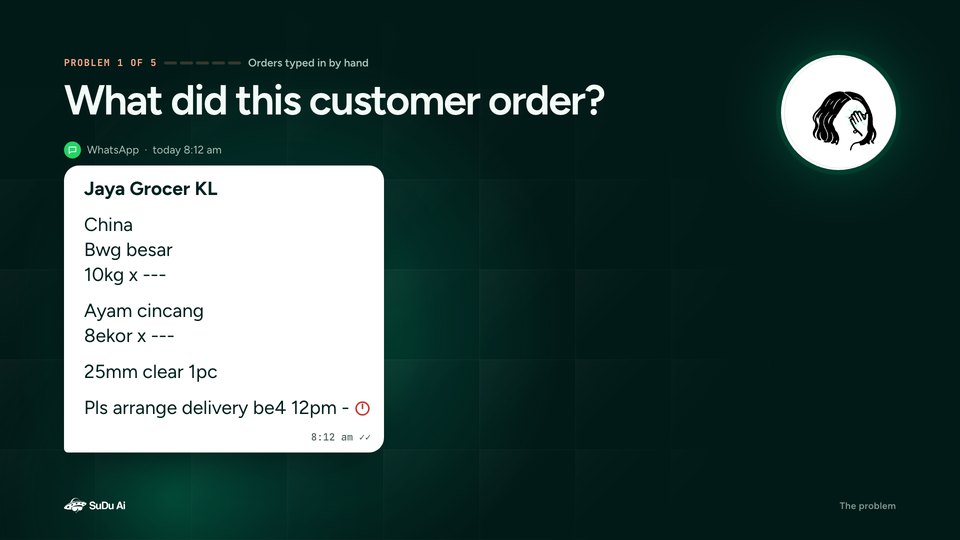 PROBLEM 1 OF 5
Orders typed in by hand
What did this customer order?
WhatsApp · today 8:12 am
Jaya Grocer KL
China
Bwg besar
10kg x ---
Ayam cincang
8ekor x ---
25mm clear 1pc
Pls arrange delivery be4 12pm -
8:12 am ✓✓
SuDu Ai
The problem